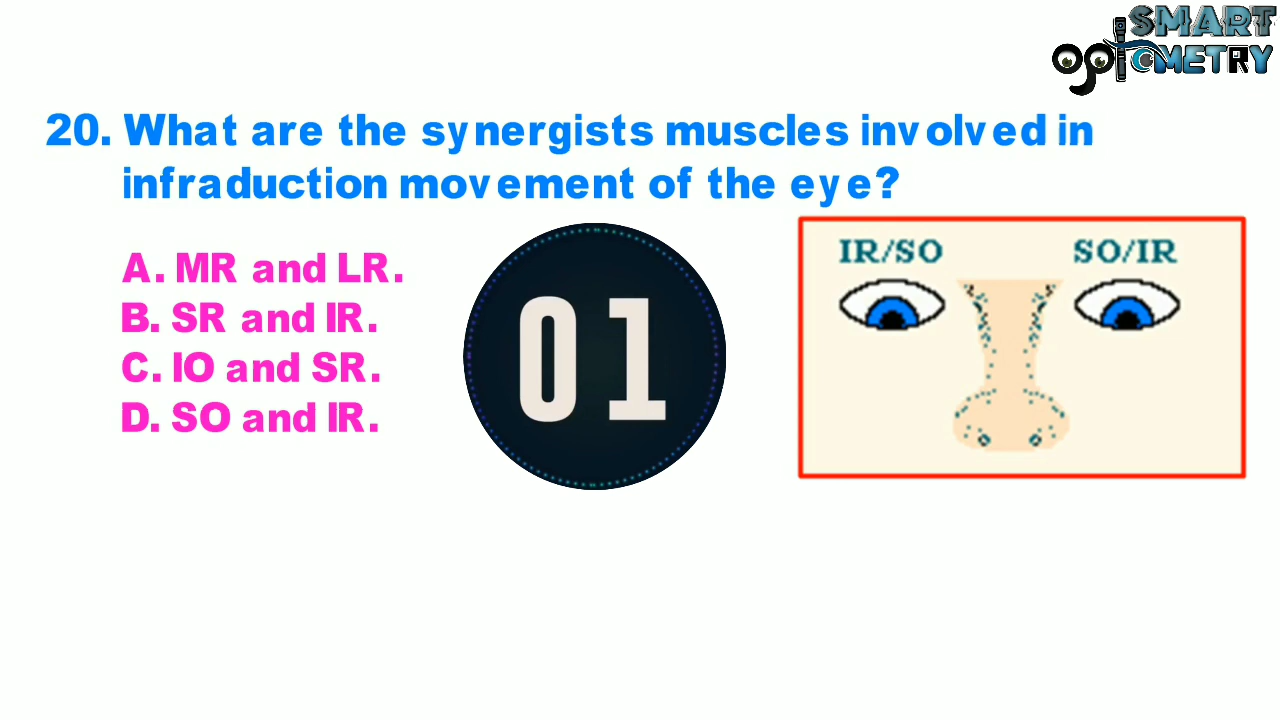 SMART
OptOMETRY
20. What are the synergists muscles involved in
infraduction movement of the eye?
A. MR and LR.
B. SR and IR.
C. IO and SR.
D. SO and IR.
01
IR/SO
SO/IR